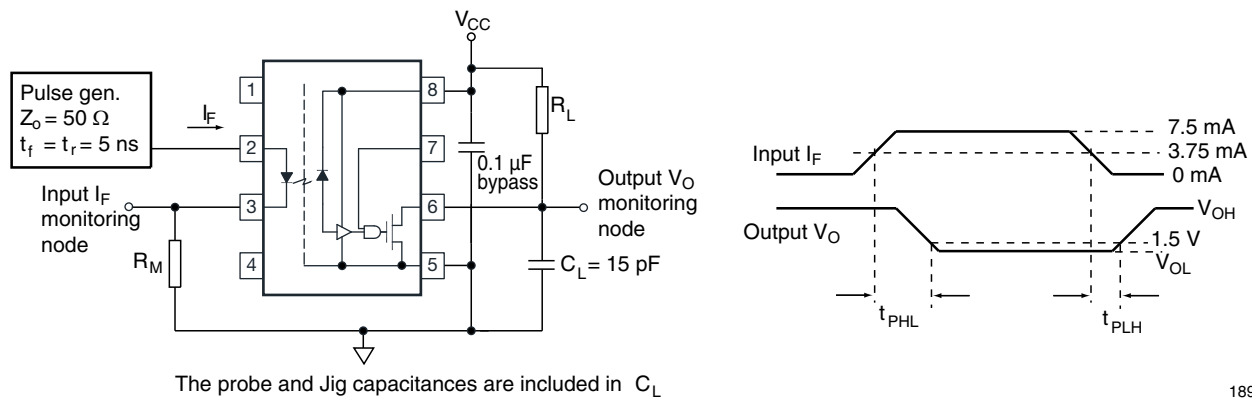 V_CC
Pulse gen.
Z_o = 50 Ω
t_f = t_r = 5 ns
I_F
1
2
3
4
8
7
6
5
R_L
0.1 µF
bypass
Input I_F
monitoring
node
R_M
Output V_O
monitoring
node
C_L = 15 pF
The probe and Jig capacitances are included in C_L
Input I_F
7.5 mA
3.75 mA
0 mA
Output V_O
V_OH
1.5 V
V_OL
t_PHL
t_PLH